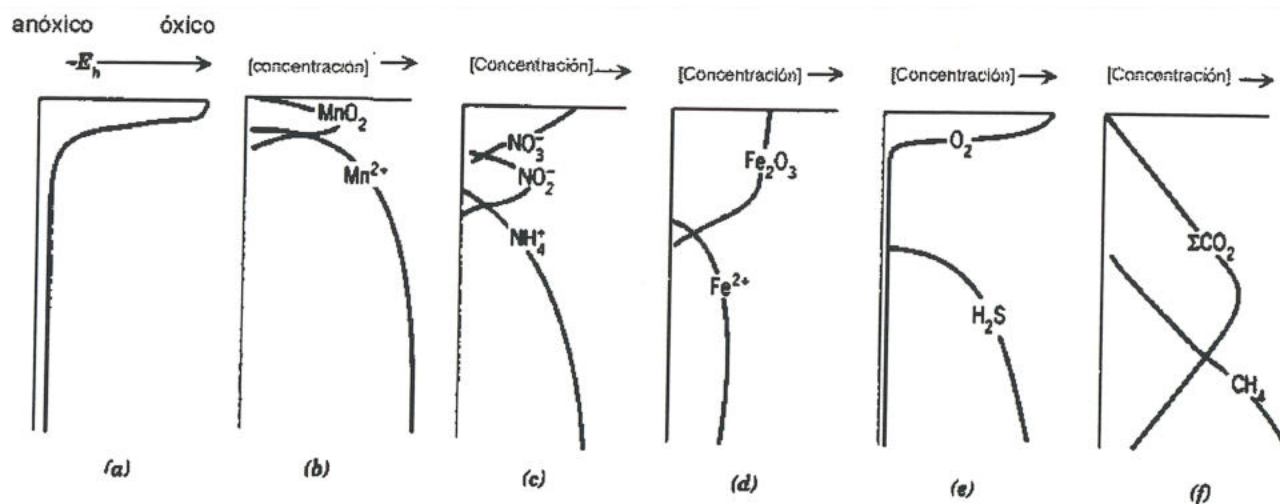 anóxico óxico
-E_h
[concentración]
[Concentración]
[Concentración]
[Concentración]
[Concentración]
MnO₂
Mn²⁺
NO₃⁻
NO₂⁻
NH₄⁺
Fe₂O₃
Fe²⁺
O₂
H₂S
ΣCO₂
CH₄
(a) (b) (c) (d) (e) (f)